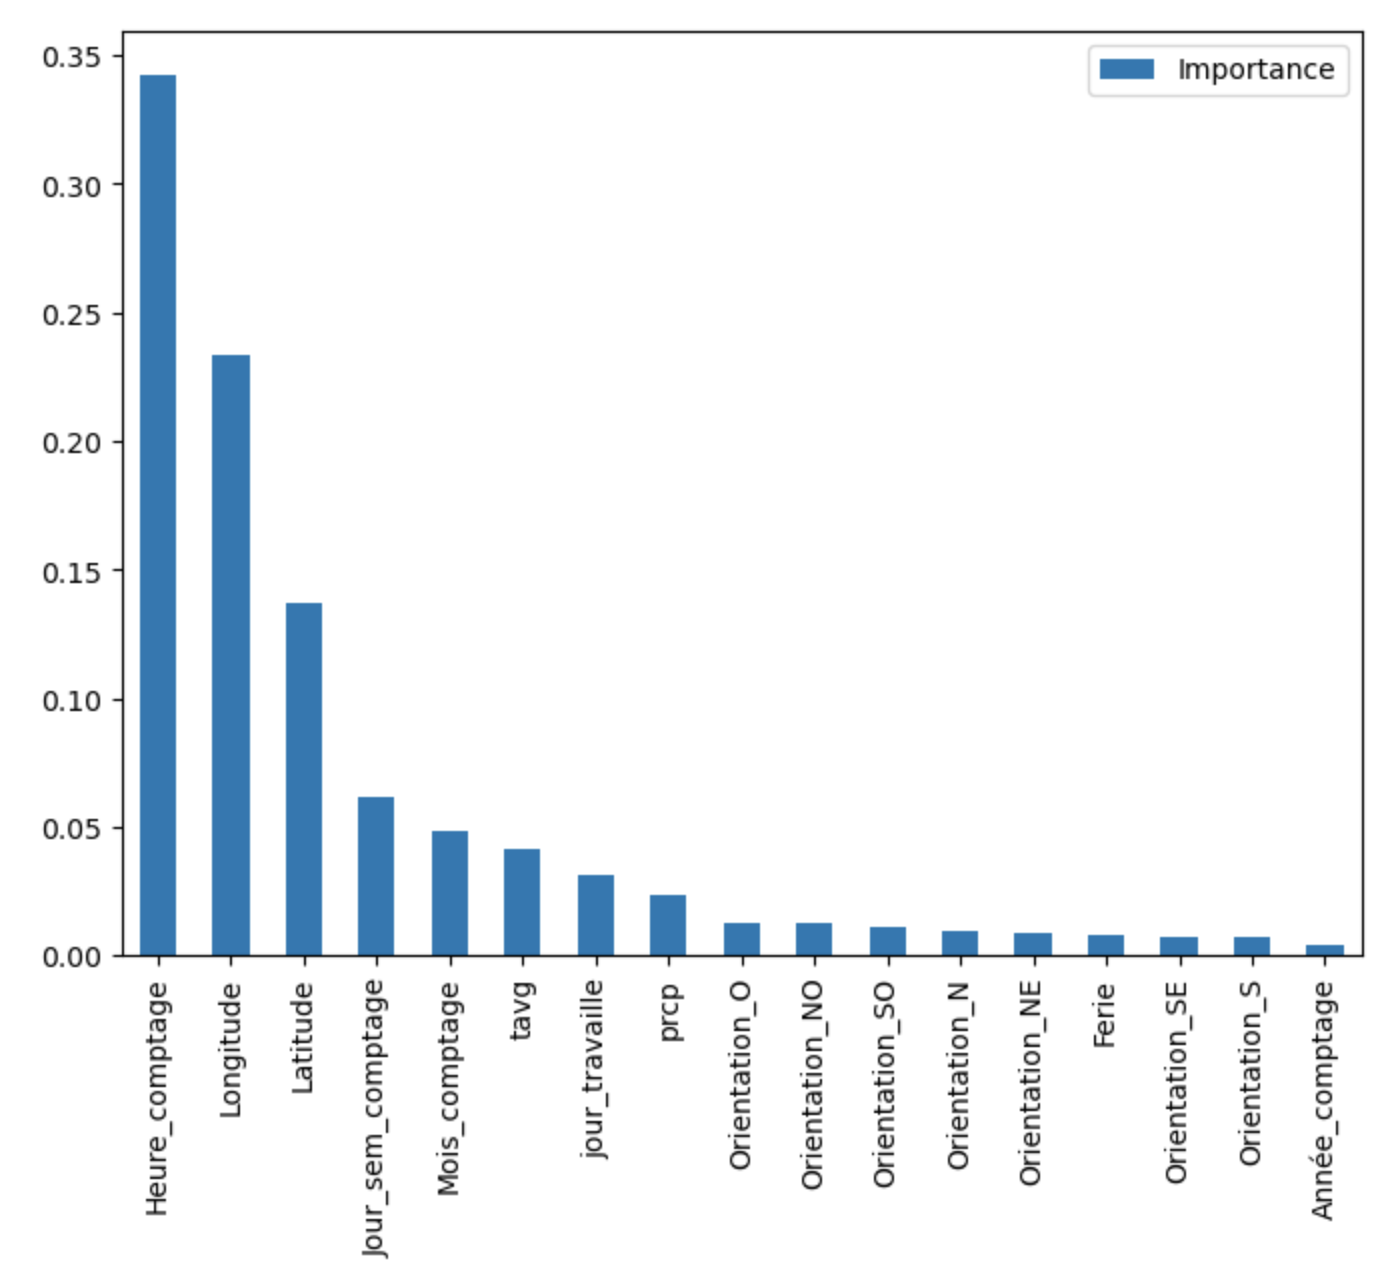 Importance
0.35
0.30
0.25
0.20
0.15
0.10
0.05
0.00
Heure_comptage
Longitude
Latitude
Jour_sem_comptage
Mois_comptage
tavg
jour_travaille
prcp
Orientation_O
Orientation_NO
Orientation_SO
Orientation_N
Orientation_NE
Ferie
Orientation_SE
Orientation_S
Année_comptage